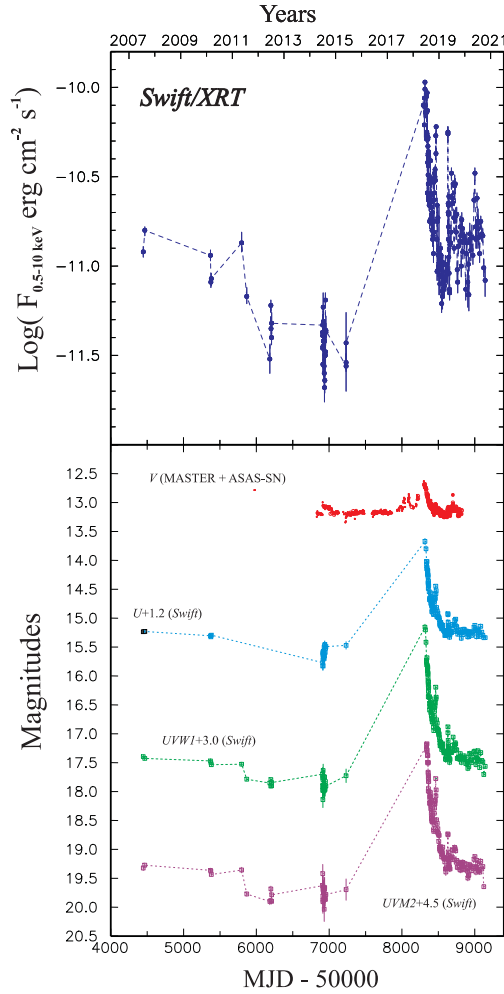 Years
2007 2010 2011 2012 2015 2018 2019 2021
Swift/XRT
Log( F0.5-10 keV erg cm-2 s-1)
-10.0
-10.5
-11.0
-11.5
V (MASTER + ASAS-SN)
U+1.2 (Swift)
UVW1+3.0 (Swift)
UVM2+4.5 (Swift)
Magnitudes
12.5
13.0
13.5
14.0
14.5
15.0
15.5
16.0
16.5
17.0
17.5
18.0
18.5
19.0
19.5
20.0
20.5
4000 5000 6000 7000 8000 9000
MJD - 50000